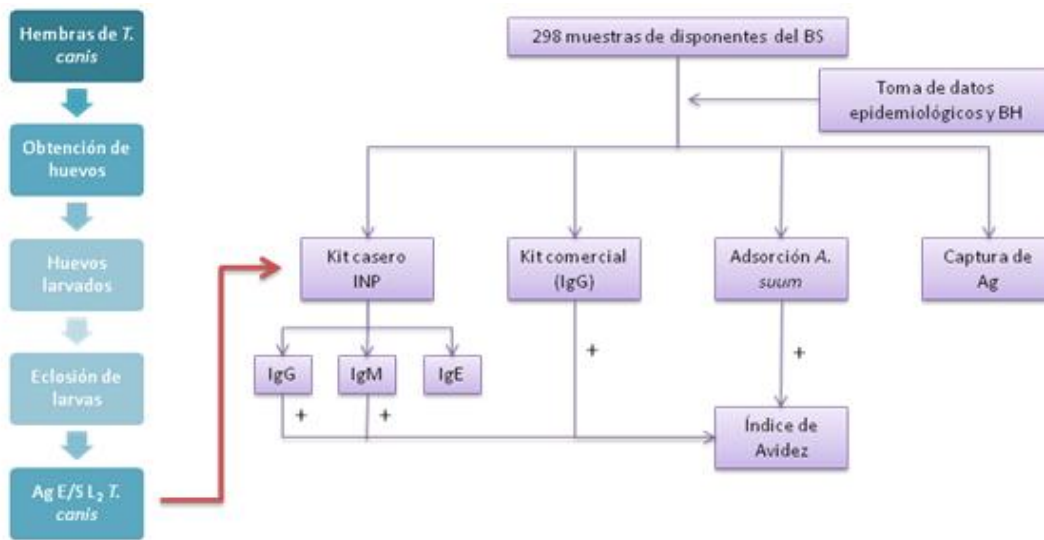 Hembras de T.
canis
Obtención de
huevos
Huevos
larvados
Eclosión de
larvas
Ag E/S L₂ T.
canis
298 muestras de disponentes del BS
Toma de datos
epidemiológicos y BH
Kit casero
INP
Kit comercial
(IgG)
Adsorción A.
suum
Captura de
Ag
IgG
IgM
IgE
+
+
+
+
Índice de
Avidez